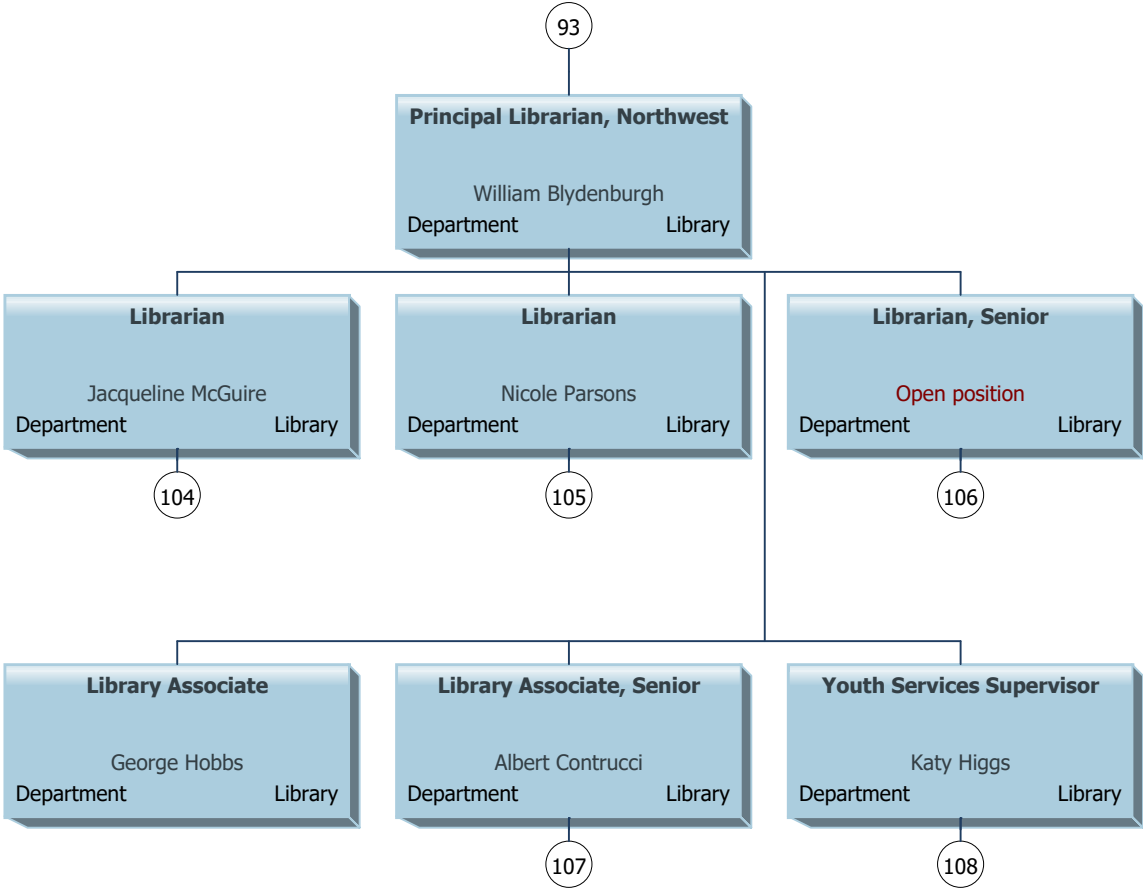 93
Principal Librarian, Northwest
William Blydenburgh
Department Library
Librarian
Jacqueline McGuire
Department Library
104
Librarian
Nicole Parsons
Department Library
105
Librarian, Senior
Open position
Department Library
106
Library Associate
George Hobbs
Department Library
Library Associate, Senior
Albert Contrucci
Department Library
107
Youth Services Supervisor
Katy Higgs
Department Library
108